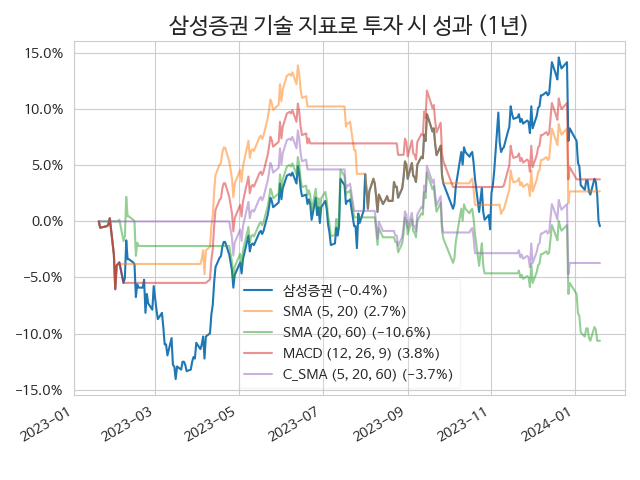 삼성증권 기술 지표로 투자 시 성과 (1년)
15.0%
10.0%
5.0%
0.0%
−5.0%
−10.0%
−15.0%
삼성증권 (−0.4%)
SMA (5, 20) (2.7%)
SMA (20, 60) (−10.6%)
MACD (12, 26, 9) (3.8%)
C_SMA (5, 20, 60) (−3.7%)
2023-01
2023-03
2023-05
2023-07
2023-09
2023-11
2024-01